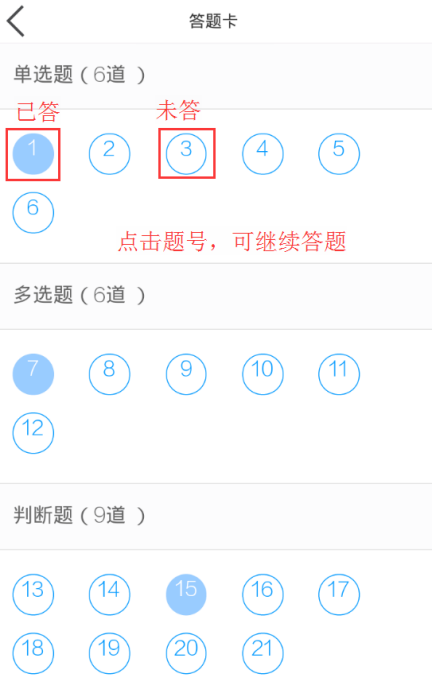 答题卡
单选题（6道 ）
已答 未答
1 2 3 4 5
6
点击题号，可继续答题
多选题（6道 ）
7 8 9 10 11
12
判断题（9道 ）
13 14 15 16 17
18 19 20 21